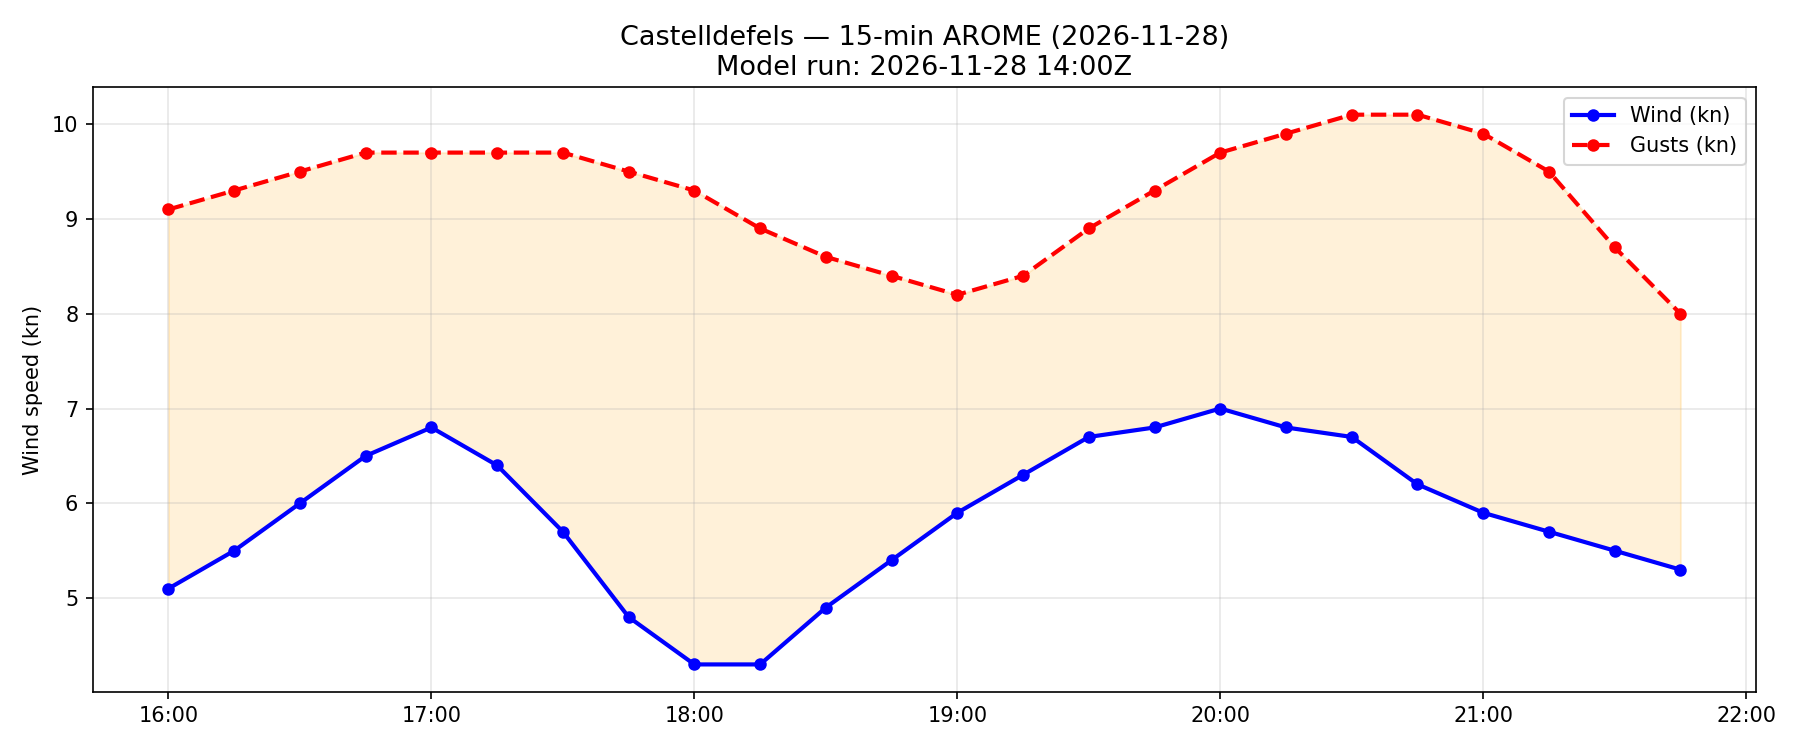 Castelldefels — 15-min AROME (2026-11-28)
Model run: 2026-11-28 14:00Z
Wind (kn)
Gusts (kn)
Wind speed (kn)
10
9
8
7
6
5
16:00 17:00 18:00 19:00 20:00 21:00 22:00